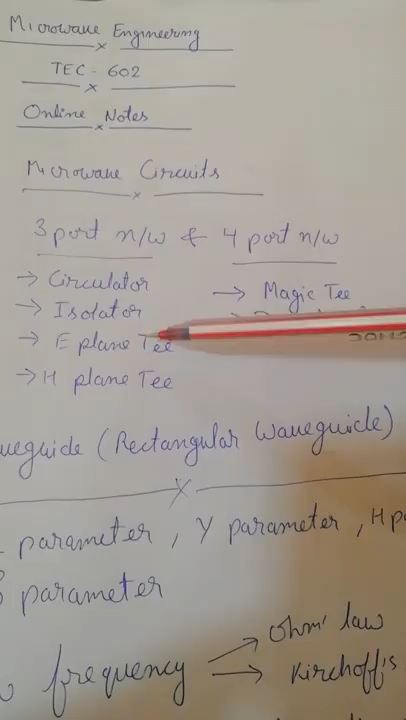 Microwave Engineering
TEC - 602
Online Notes
Microwave Circuits
3 port n/w & 4 port n/w
→ Circulator
→ Magic Tee
→ Isolator
→ E plane Tee
→ H plane Tee
(Rectangular Waveguide)
parameter, Y parameter, H
parameter
frequency → Ohm' law
→ Kirchoff's